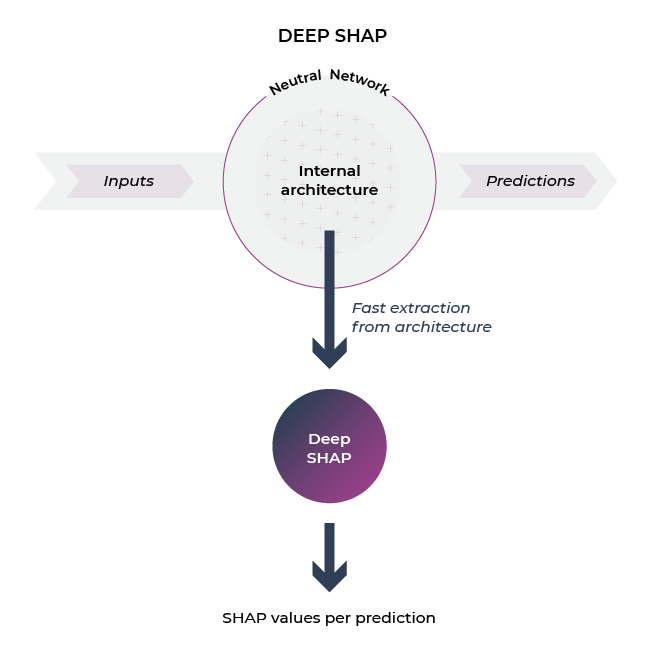 DEEP SHAP
Neutral Network
Internal
architecture
Inputs
Predictions
Fast extraction
from architecture
Deep
SHAP
SHAP values per prediction